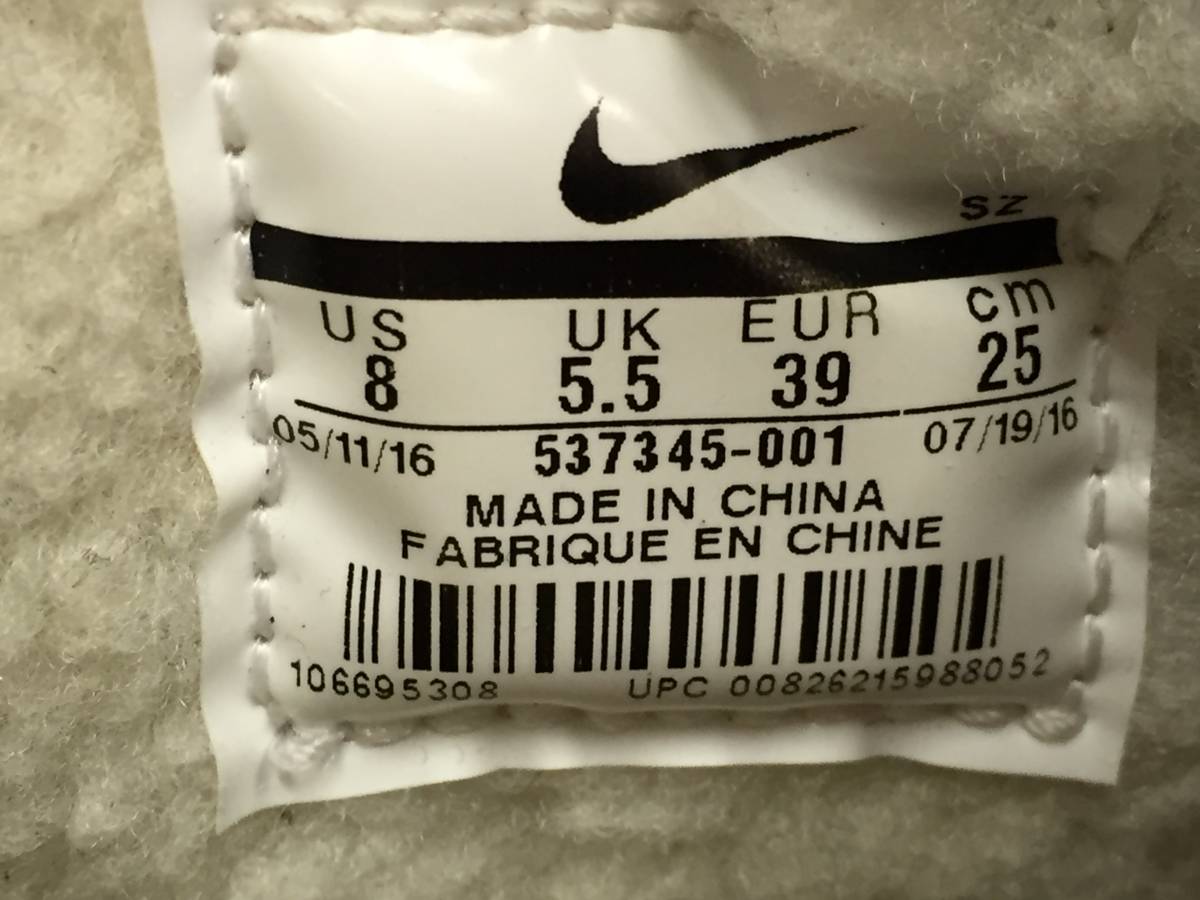 SZ
US UK EUR cm
8 5.5 39 25
05/11/16 537345-001 07/19/16
MADE IN CHINA
FABRIQUE EN CHINE
106695308 UPC 00826215988052